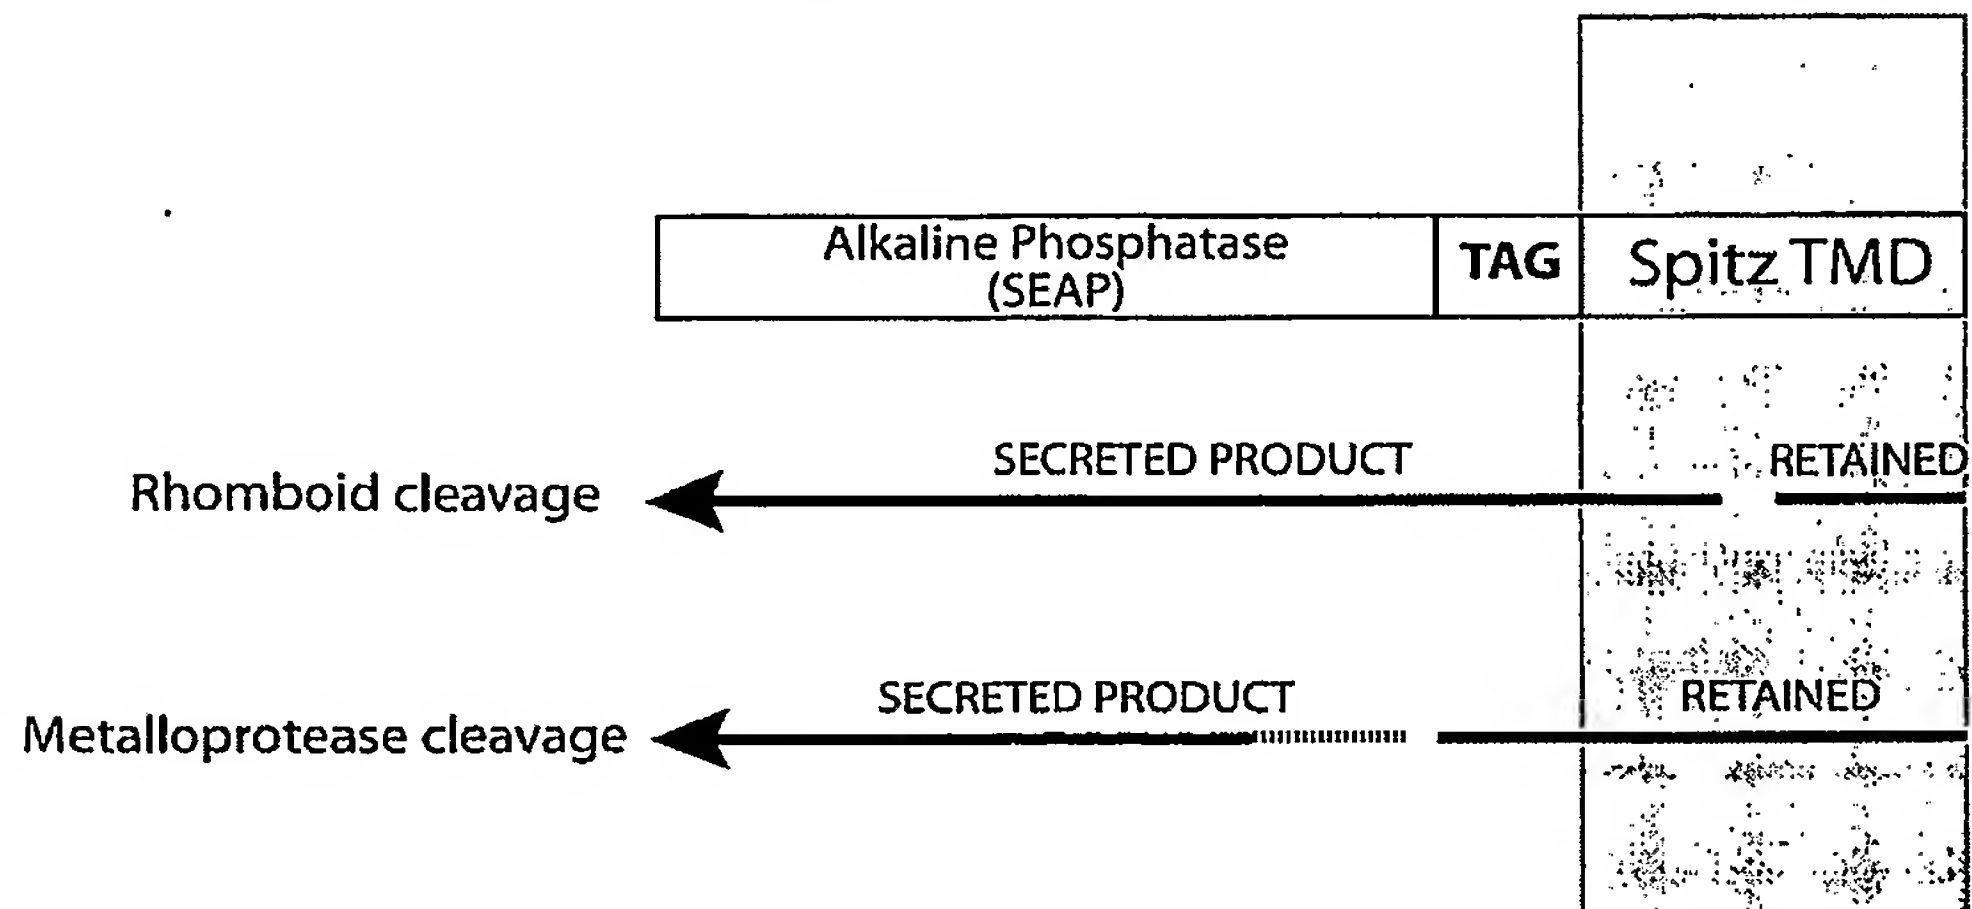 Alkaline Phosphatase
(SEAP)
TAG
Spitz TMD
SECRETED PRODUCT
RETAINED
Rhomboid cleavage
SECRETED PRODUCT
RETAINED
Metalloprotease cleavage